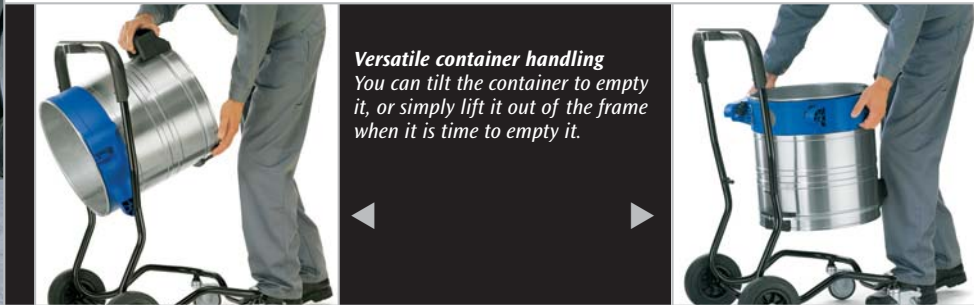 Versatile container handling
You can tilt the container to empty
it, or simply lift it out of the frame
when it is time to empty it.